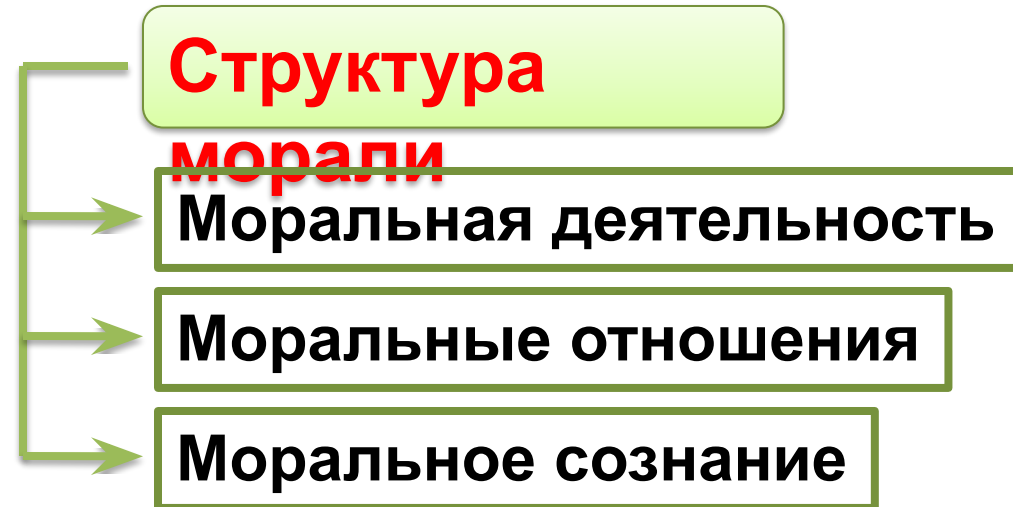 Структура
морали
Моральная деятельность
Моральные отношения
Моральное сознание